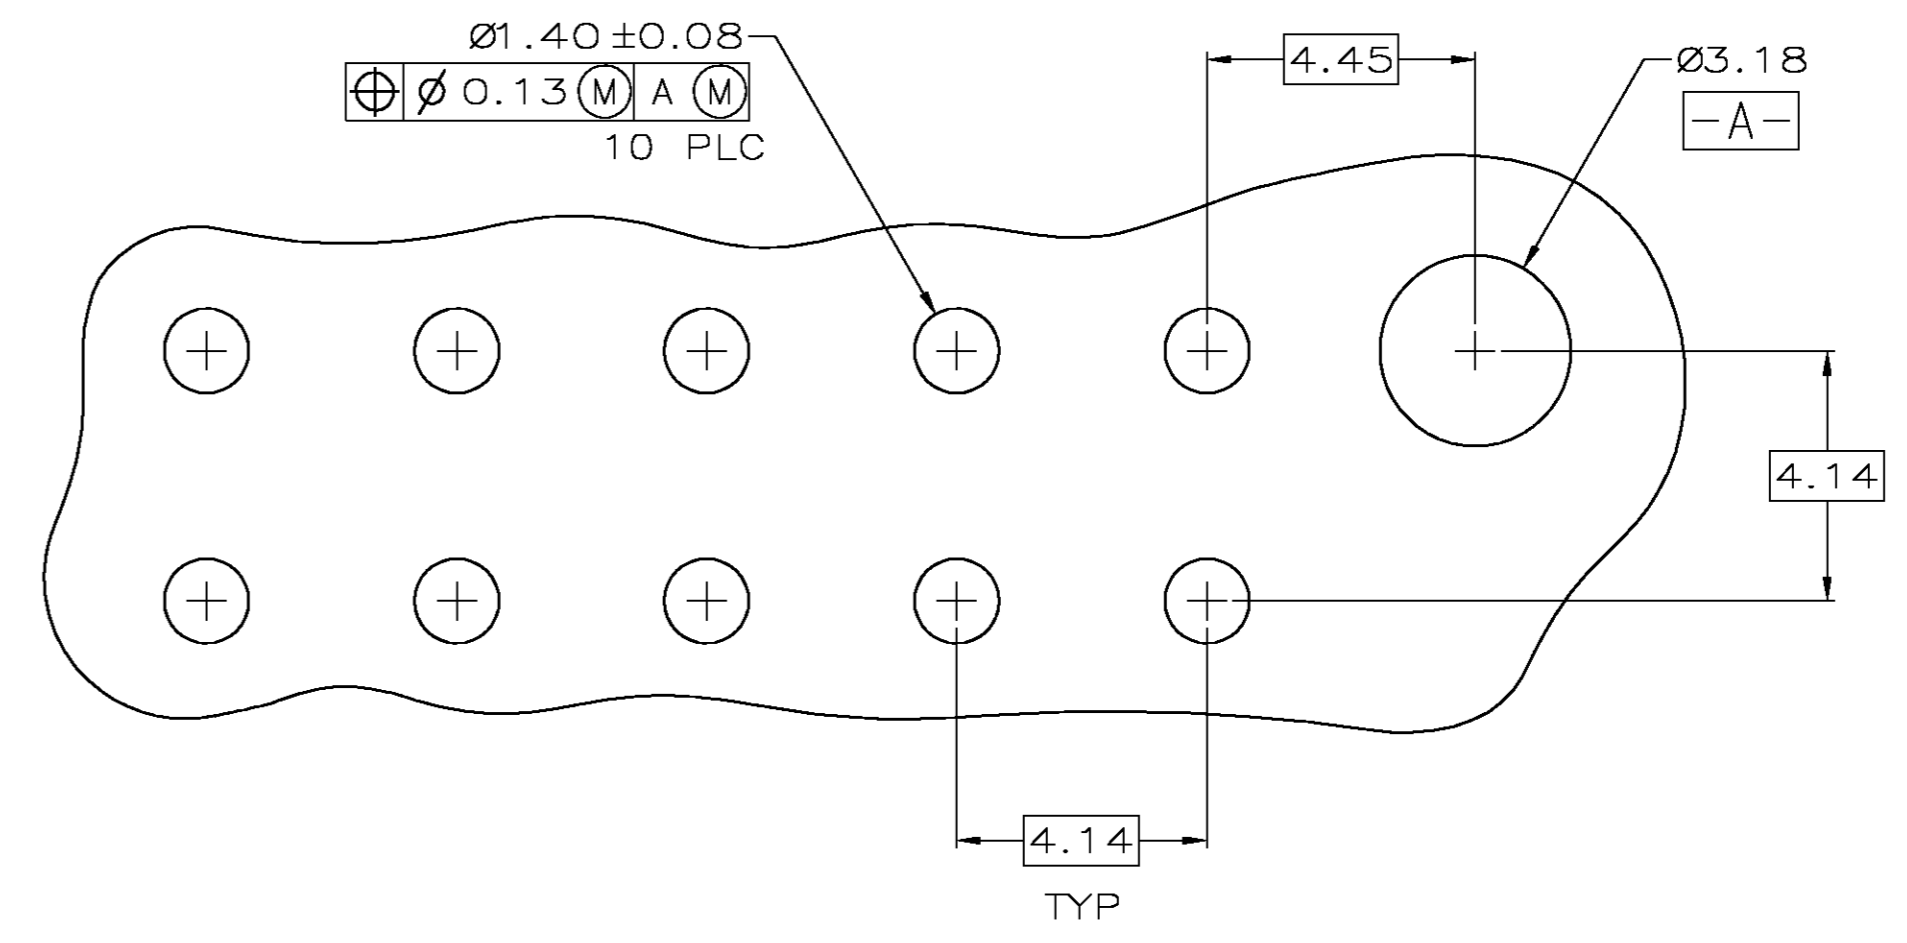 Ø1.40 ±0.08
⌖ ⌀ 0.13 Ⓜ A Ⓜ
10 PLC
4.45
Ø3.18
-A-
4.14
4.14
TYP